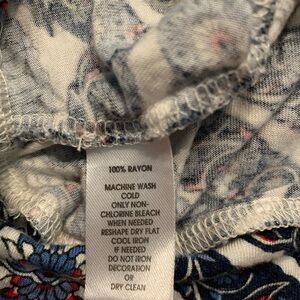 100% RAYON
MACHINE WASH
COLD
ONLY NON-
CHLORINE BLEACH
WHEN NEEDED
RESHAPE DRY FLAT
COOL IRON
IF NEEDED
DO NOT IRON
DECORATION
OR
DRY CLEAN